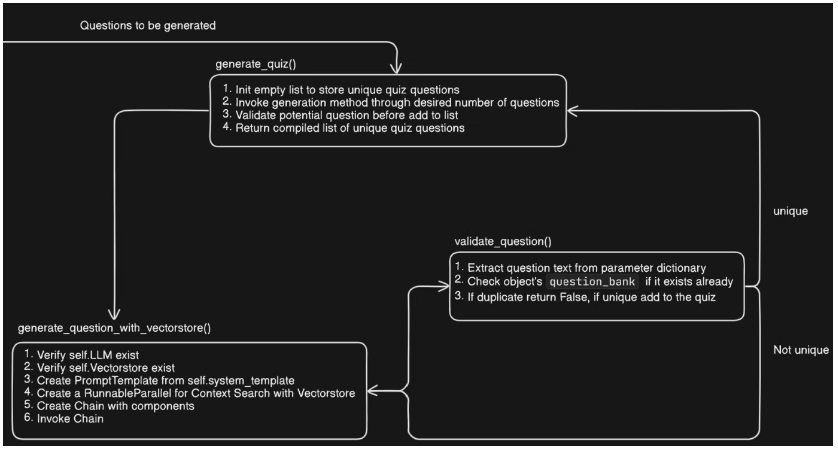 Questions to be generated
generate_quiz()
1. Init empty list to store unique quiz questions
2. Invoke generation method through desired number of questions
3. Validate potential question before add to list
4. Return compiled list of unique quiz questions
unique
validate_question()
1. Extract question text from parameter dictionary
2. Check object's question_bank if it exists already
3. If duplicate return False, if unique add to the quiz
Not unique
generate_question_with_vectorstore()
1. Verify self.LLM exist
2. Verify self.Vectorstore exist
3. Create PromptTemplate from self.system_template
4. Create a RunnableParallel for Context Search with Vectorstore
5. Create Chain with components
6. Invoke Chain